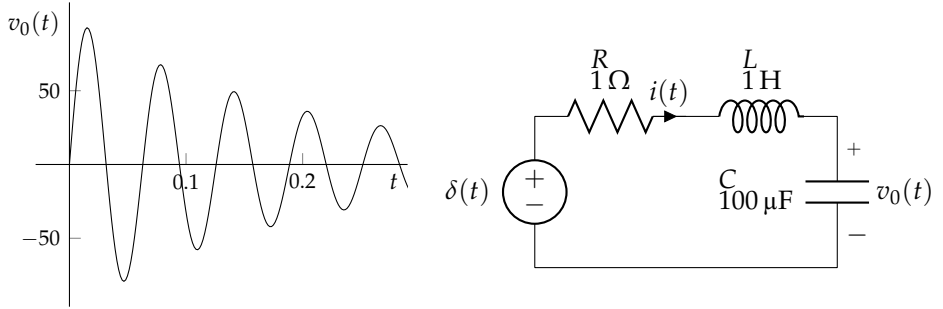 v₀(t)
50
−50
0.1
0.2
t
R
1 Ω
i(t)
L
1 H
δ(t)
+
−
C
100 µF
+
v₀(t)
−